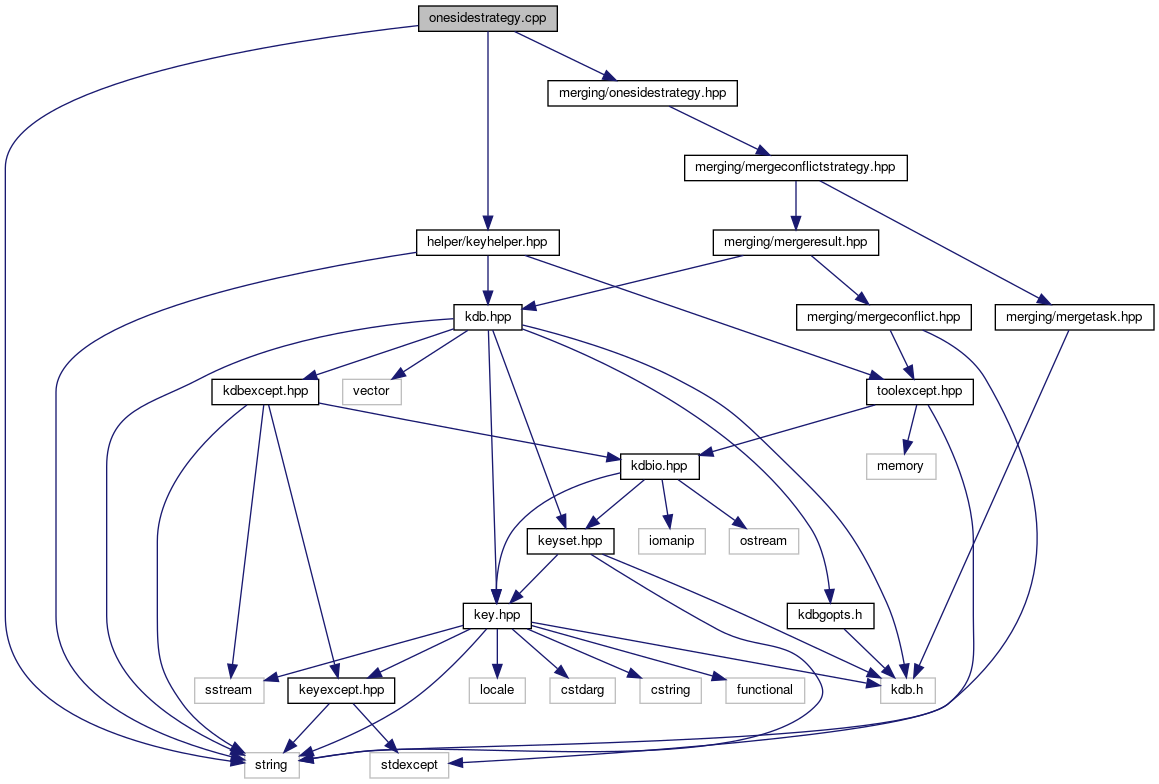 onesidestrategy.cpp
merging/onesidestrategy.hpp
merging/mergeconflictstrategy.hpp
helper/keyhelper.hpp
merging/mergeresult.hpp
kdb.hpp
merging/mergeconflict.hpp
merging/mergetask.hpp
kdbexcept.hpp
vector
toolexcept.hpp
kdbio.hpp
memory
keyset.hpp
iomanip
ostream
key.hpp
kdbgopts.h
sstream
keyexcept.hpp
locale
cstdarg
cstring
functional
kdb.h
string
stdexcept